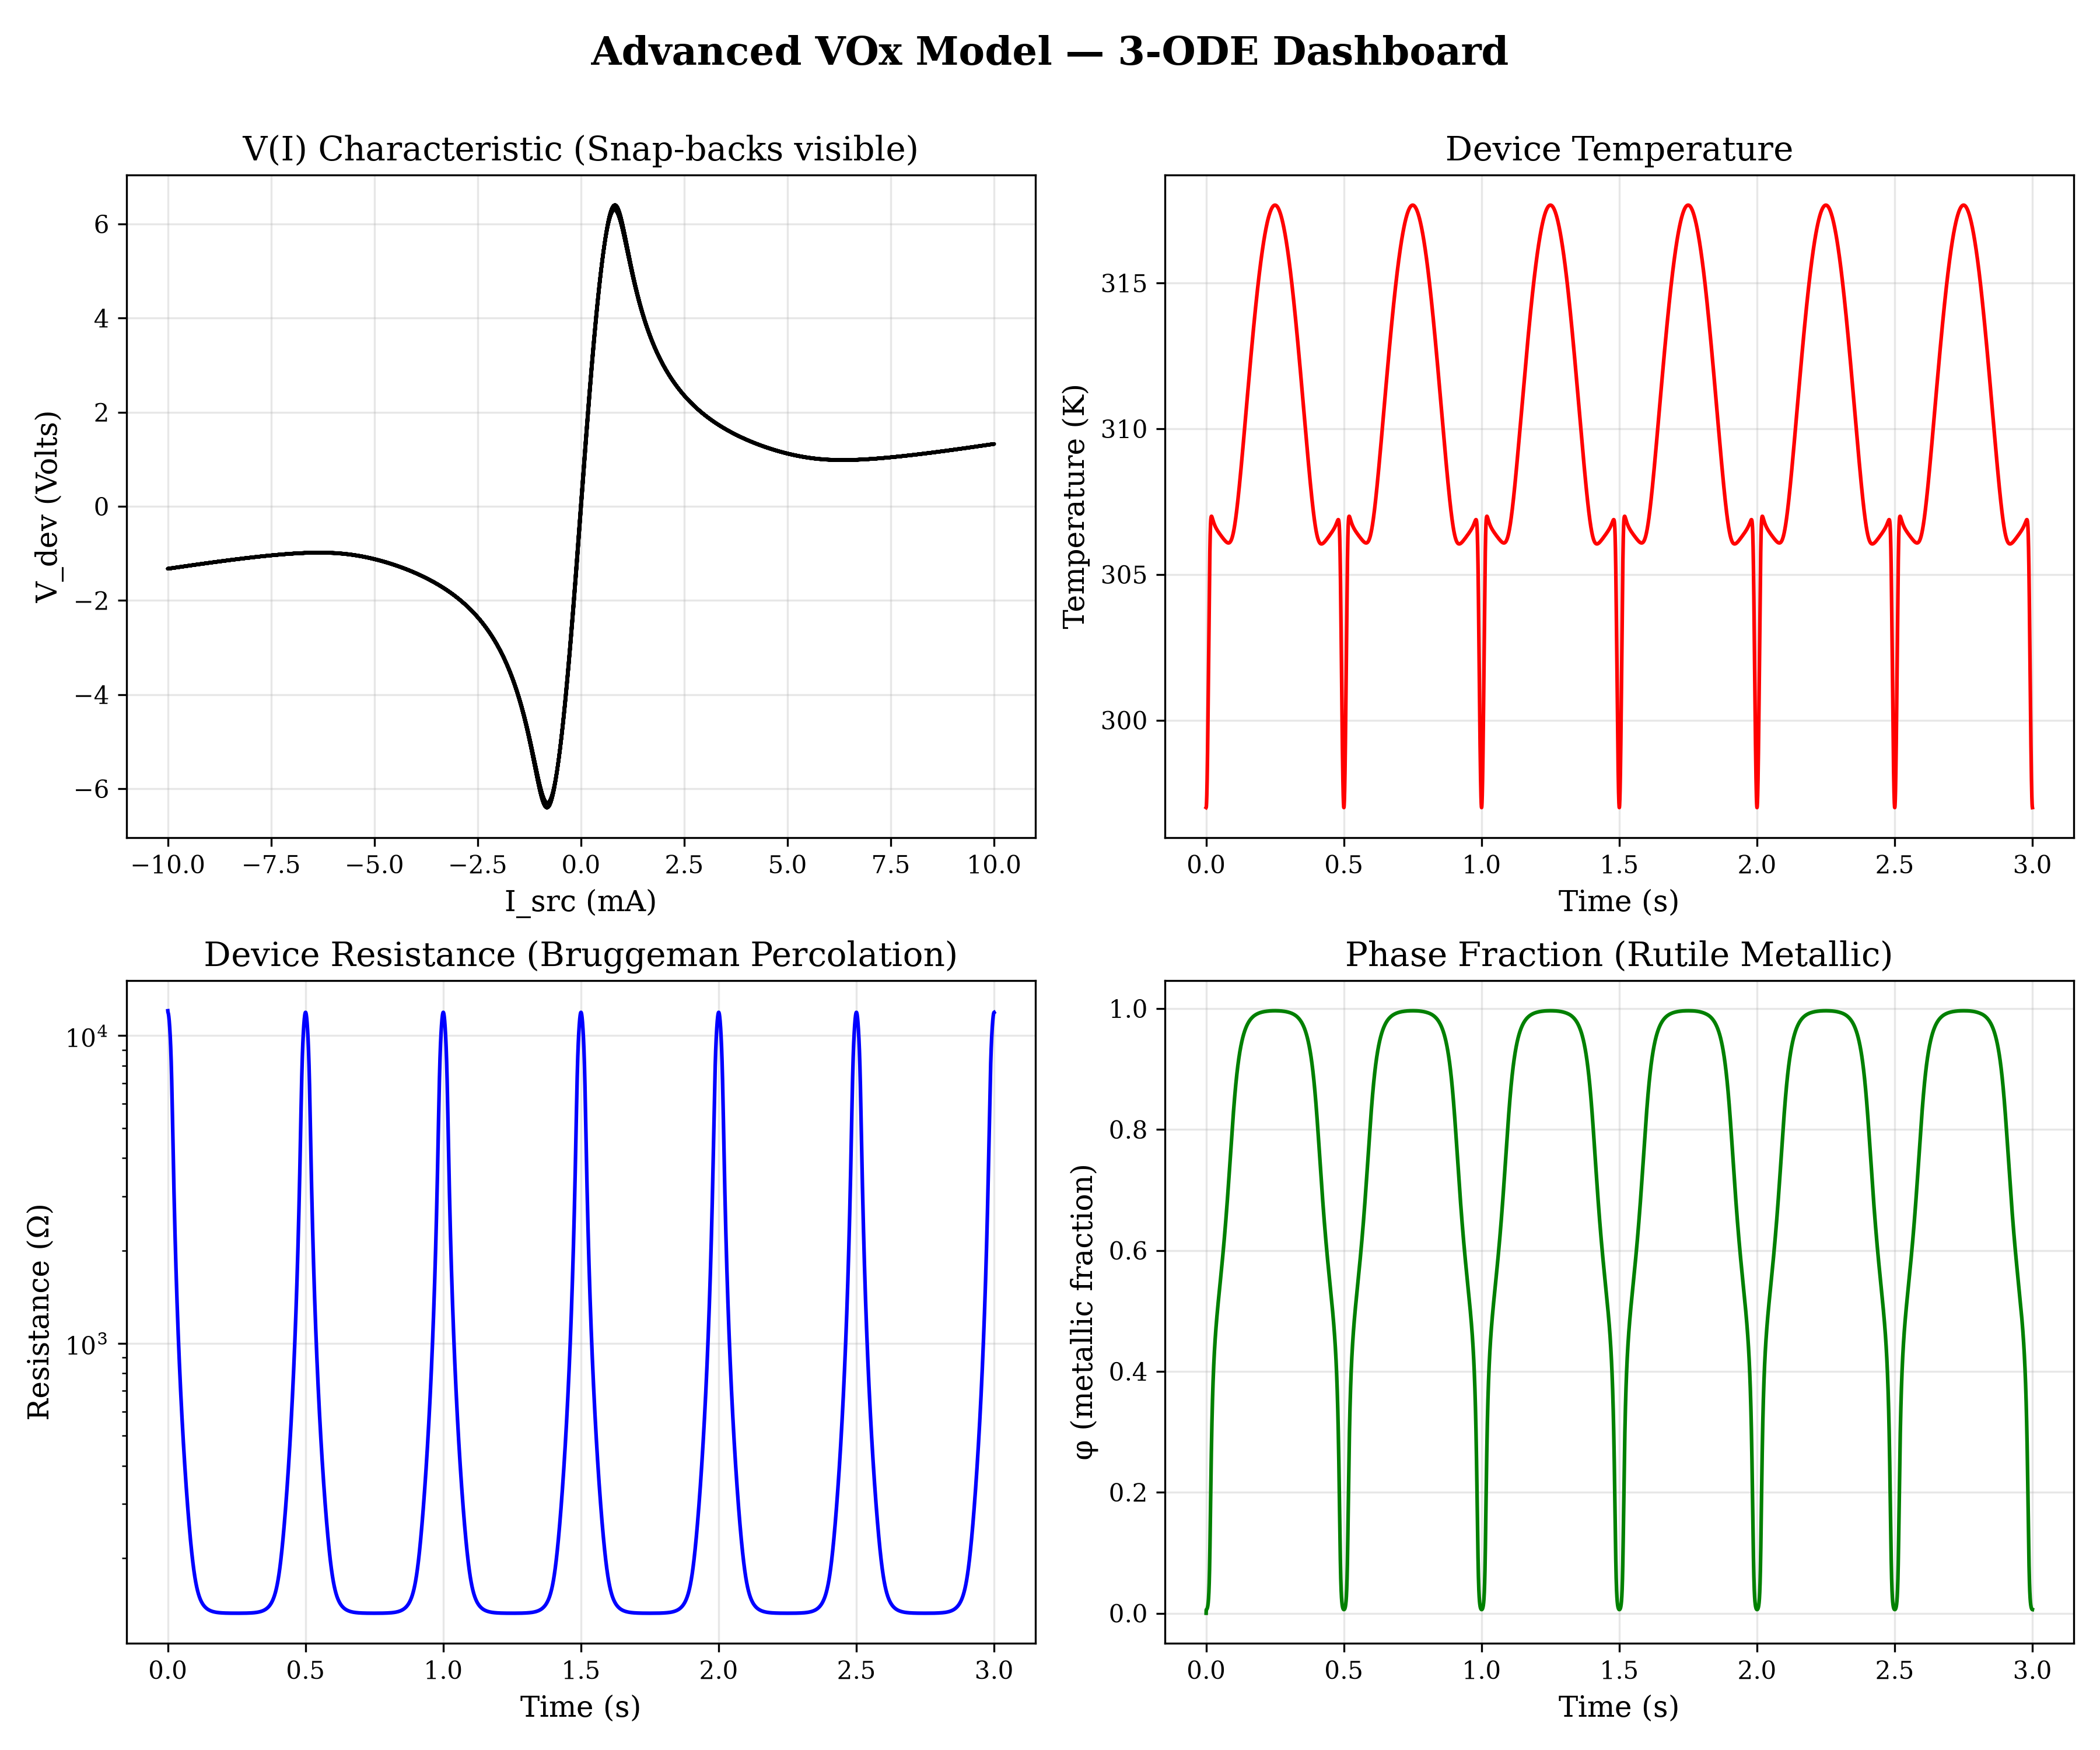 Advanced VOx Model — 3-ODE Dashboard
V(I) Characteristic (Snap-backs visible)
V_dev (Volts)
6
4
2
0
−2
−4
−6
−10.0 −7.5 −5.0 −2.5 0.0 2.5 5.0 7.5 10.0
I_src (mA)
Device Temperature
Temperature (K)
315
310
305
300
0.0 0.5 1.0 1.5 2.0 2.5 3.0
Time (s)
Device Resistance (Bruggeman Percolation)
Resistance (Ω)
10⁴
10³
0.0 0.5 1.0 1.5 2.0 2.5 3.0
Time (s)
Phase Fraction (Rutile Metallic)
φ (metallic fraction)
1.0
0.8
0.6
0.4
0.2
0.0
0.0 0.5 1.0 1.5 2.0 2.5 3.0
Time (s)